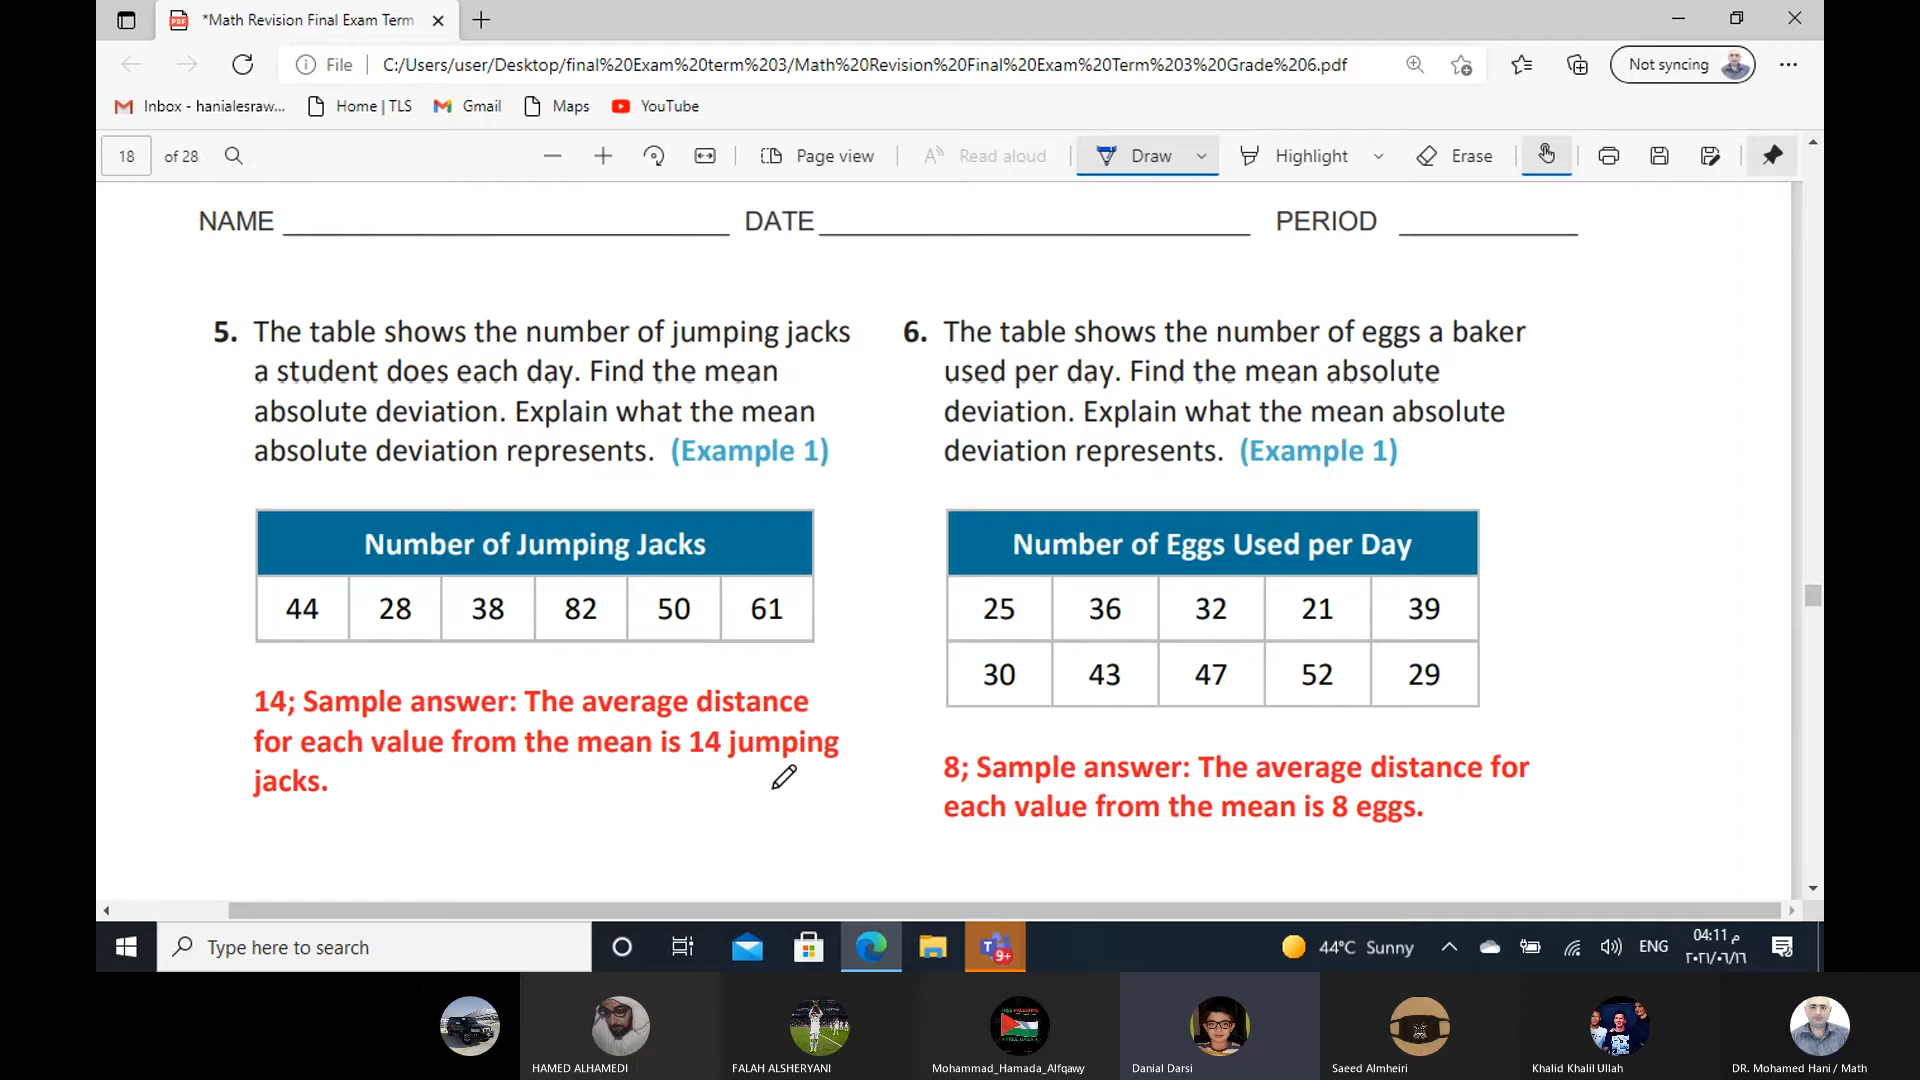 *Math Revision Final Exam Term
File
C:/Users/user/Desktop/final%20Exam%20term%203/Math%20Revision%20Final%20Exam%20Term%203%20Grade%206.pdf
Not syncing
Inbox - hanialesraw...
Home | TLS
Gmail
Maps
YouTube
18 of 28
Page view
Read aloud
Draw
Highlight
Erase
NAME DATE PERIOD
5. The table shows the number of jumping jacks
a student does each day. Find the mean
absolute deviation. Explain what the mean
absolute deviation represents. (Example 1)
Number of Jumping Jacks
44 28 38 82 50 61
14; Sample answer: The average distance
for each value from the mean is 14 jumping
jacks.
6. The table shows the number of eggs a baker
used per day. Find the mean absolute
deviation. Explain what the mean absolute
deviation represents. (Example 1)
Number of Eggs Used per Day
25 36 32 21 39
30 43 47 52 29
8; Sample answer: The average distance for
each value from the mean is 8 eggs.
Type here to search
9+
44°C Sunny
ENG
04:11 م
٢٠٢١/٠٦/١٦
HAMED ALHAMEDI
FALAH ALSHERYANI
Mohammad_Hamada_Alfqawy
Danial Darsi
Saeed Almheiri
Khalid Khalil Ullah
DR. Mohamed Hani / Math